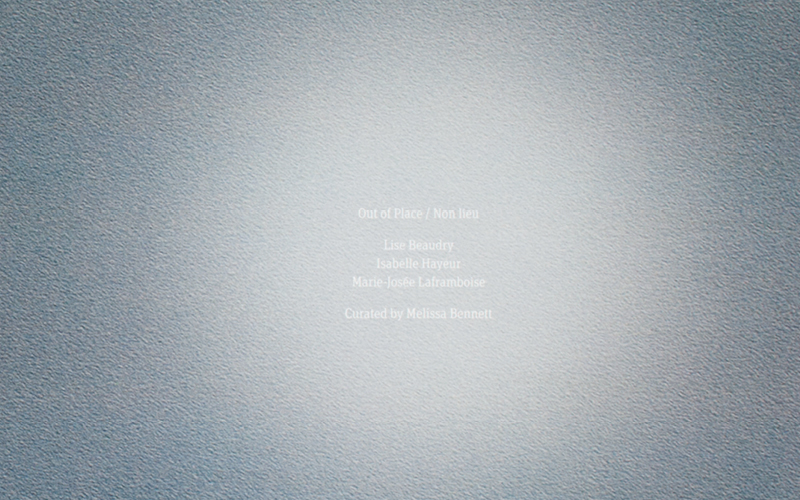 Out of Place / Non lieu
Lise Beaudry
Isabelle Hayeur
Marie-Josée Laframboise
Curated by Melissa Bennett